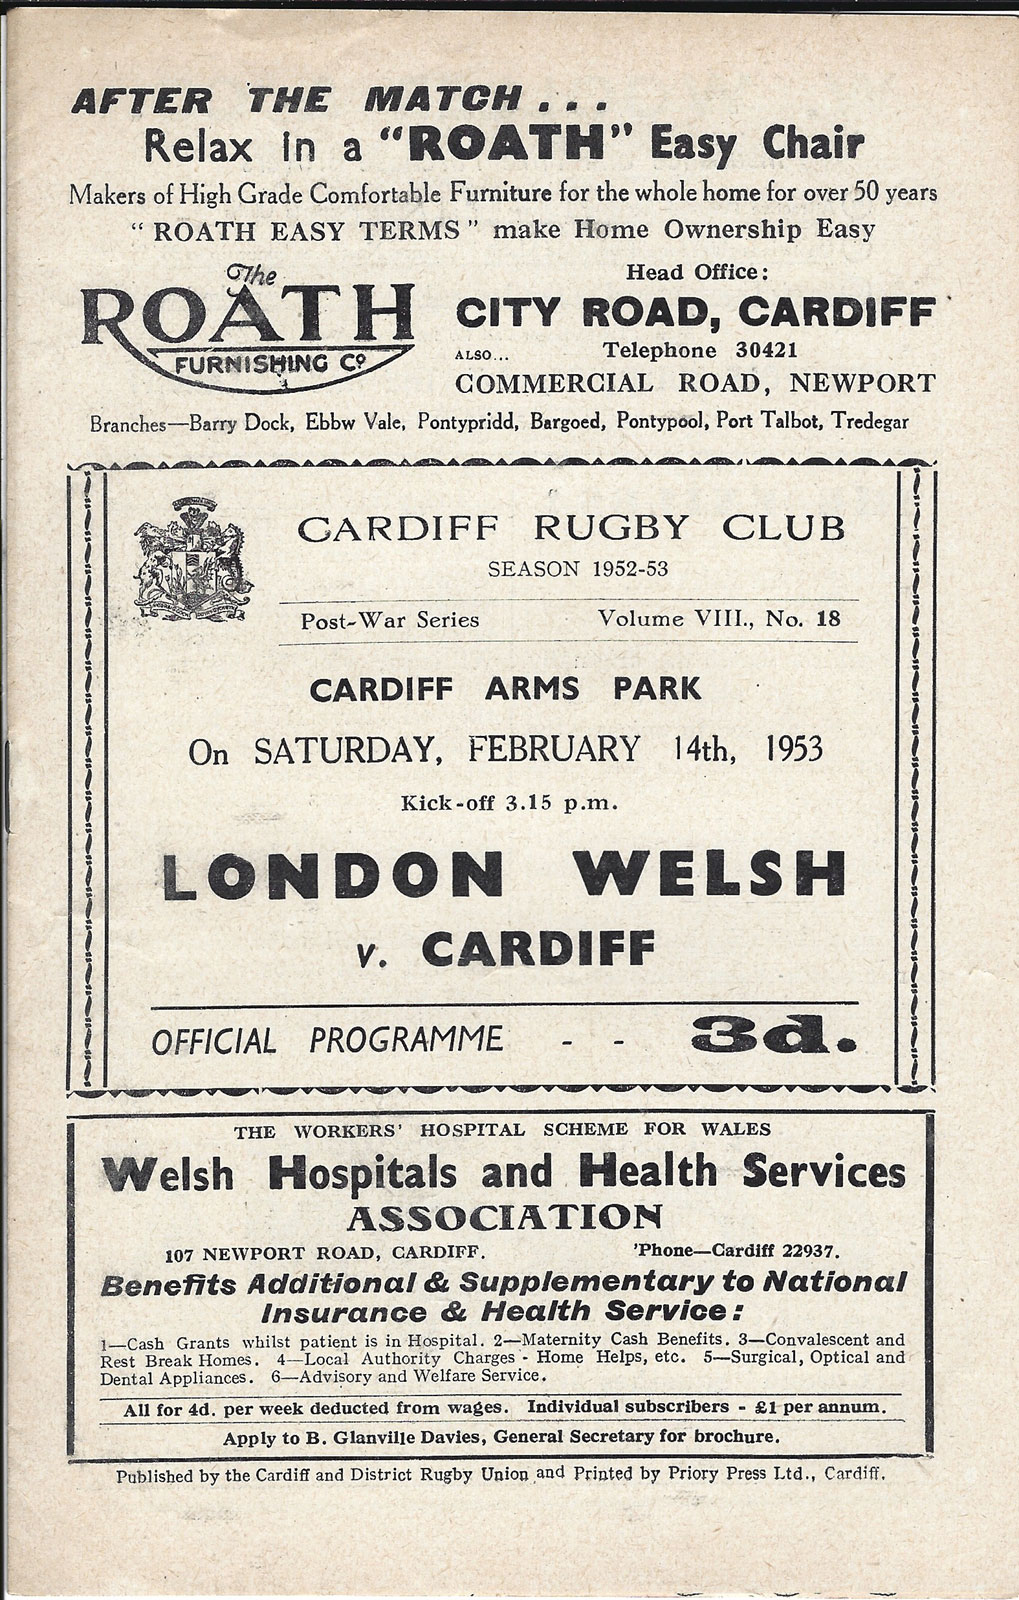 AFTER THE MATCH . . .
Relax in a "ROATH" Easy Chair
Makers of High Grade Comfortable Furniture for the whole home for over 50 years
" ROATH EASY TERMS " make Home Ownership Easy
The
ROATH
FURNISHING Co.
Head Office:
CITY ROAD, CARDIFF
Telephone 30421
ALSO...
COMMERCIAL ROAD, NEWPORT
Branches—Barry Dock, Ebbw Vale, Pontypridd, Bargoed, Pontypool, Port Talbot, Tredegar
CARDIFF RUGBY CLUB
SEASON 1952-53
Post-War Series Volume VIII., No. 18
CARDIFF ARMS PARK
On SATURDAY, FEBRUARY 14th, 1953
Kick-off 3.15 p.m.
LONDON WELSH
v. CARDIFF
OFFICIAL PROGRAMME - - 3d.
THE WORKERS' HOSPITAL SCHEME FOR WALES
Welsh Hospitals and Health Services
ASSOCIATION
107 NEWPORT ROAD, CARDIFF. 'Phone—Cardiff 22937.
Benefits Additional & Supplementary to National
Insurance & Health Service:
1—Cash Grants whilst patient is in Hospital. 2—Maternity Cash Benefits. 3—Convalescent and
Rest Break Homes. 4—Local Authority Charges - Home Helps, etc. 5—Surgical, Optical and
Dental Appliances. 6—Advisory and Welfare Service.
All for 4d. per week deducted from wages. Individual subscribers - £1 per annum.
Apply to B. Glanville Davies, General Secretary for brochure.
Published by the Cardiff and District Rugby Union and Printed by Priory Press Ltd., Cardiff.